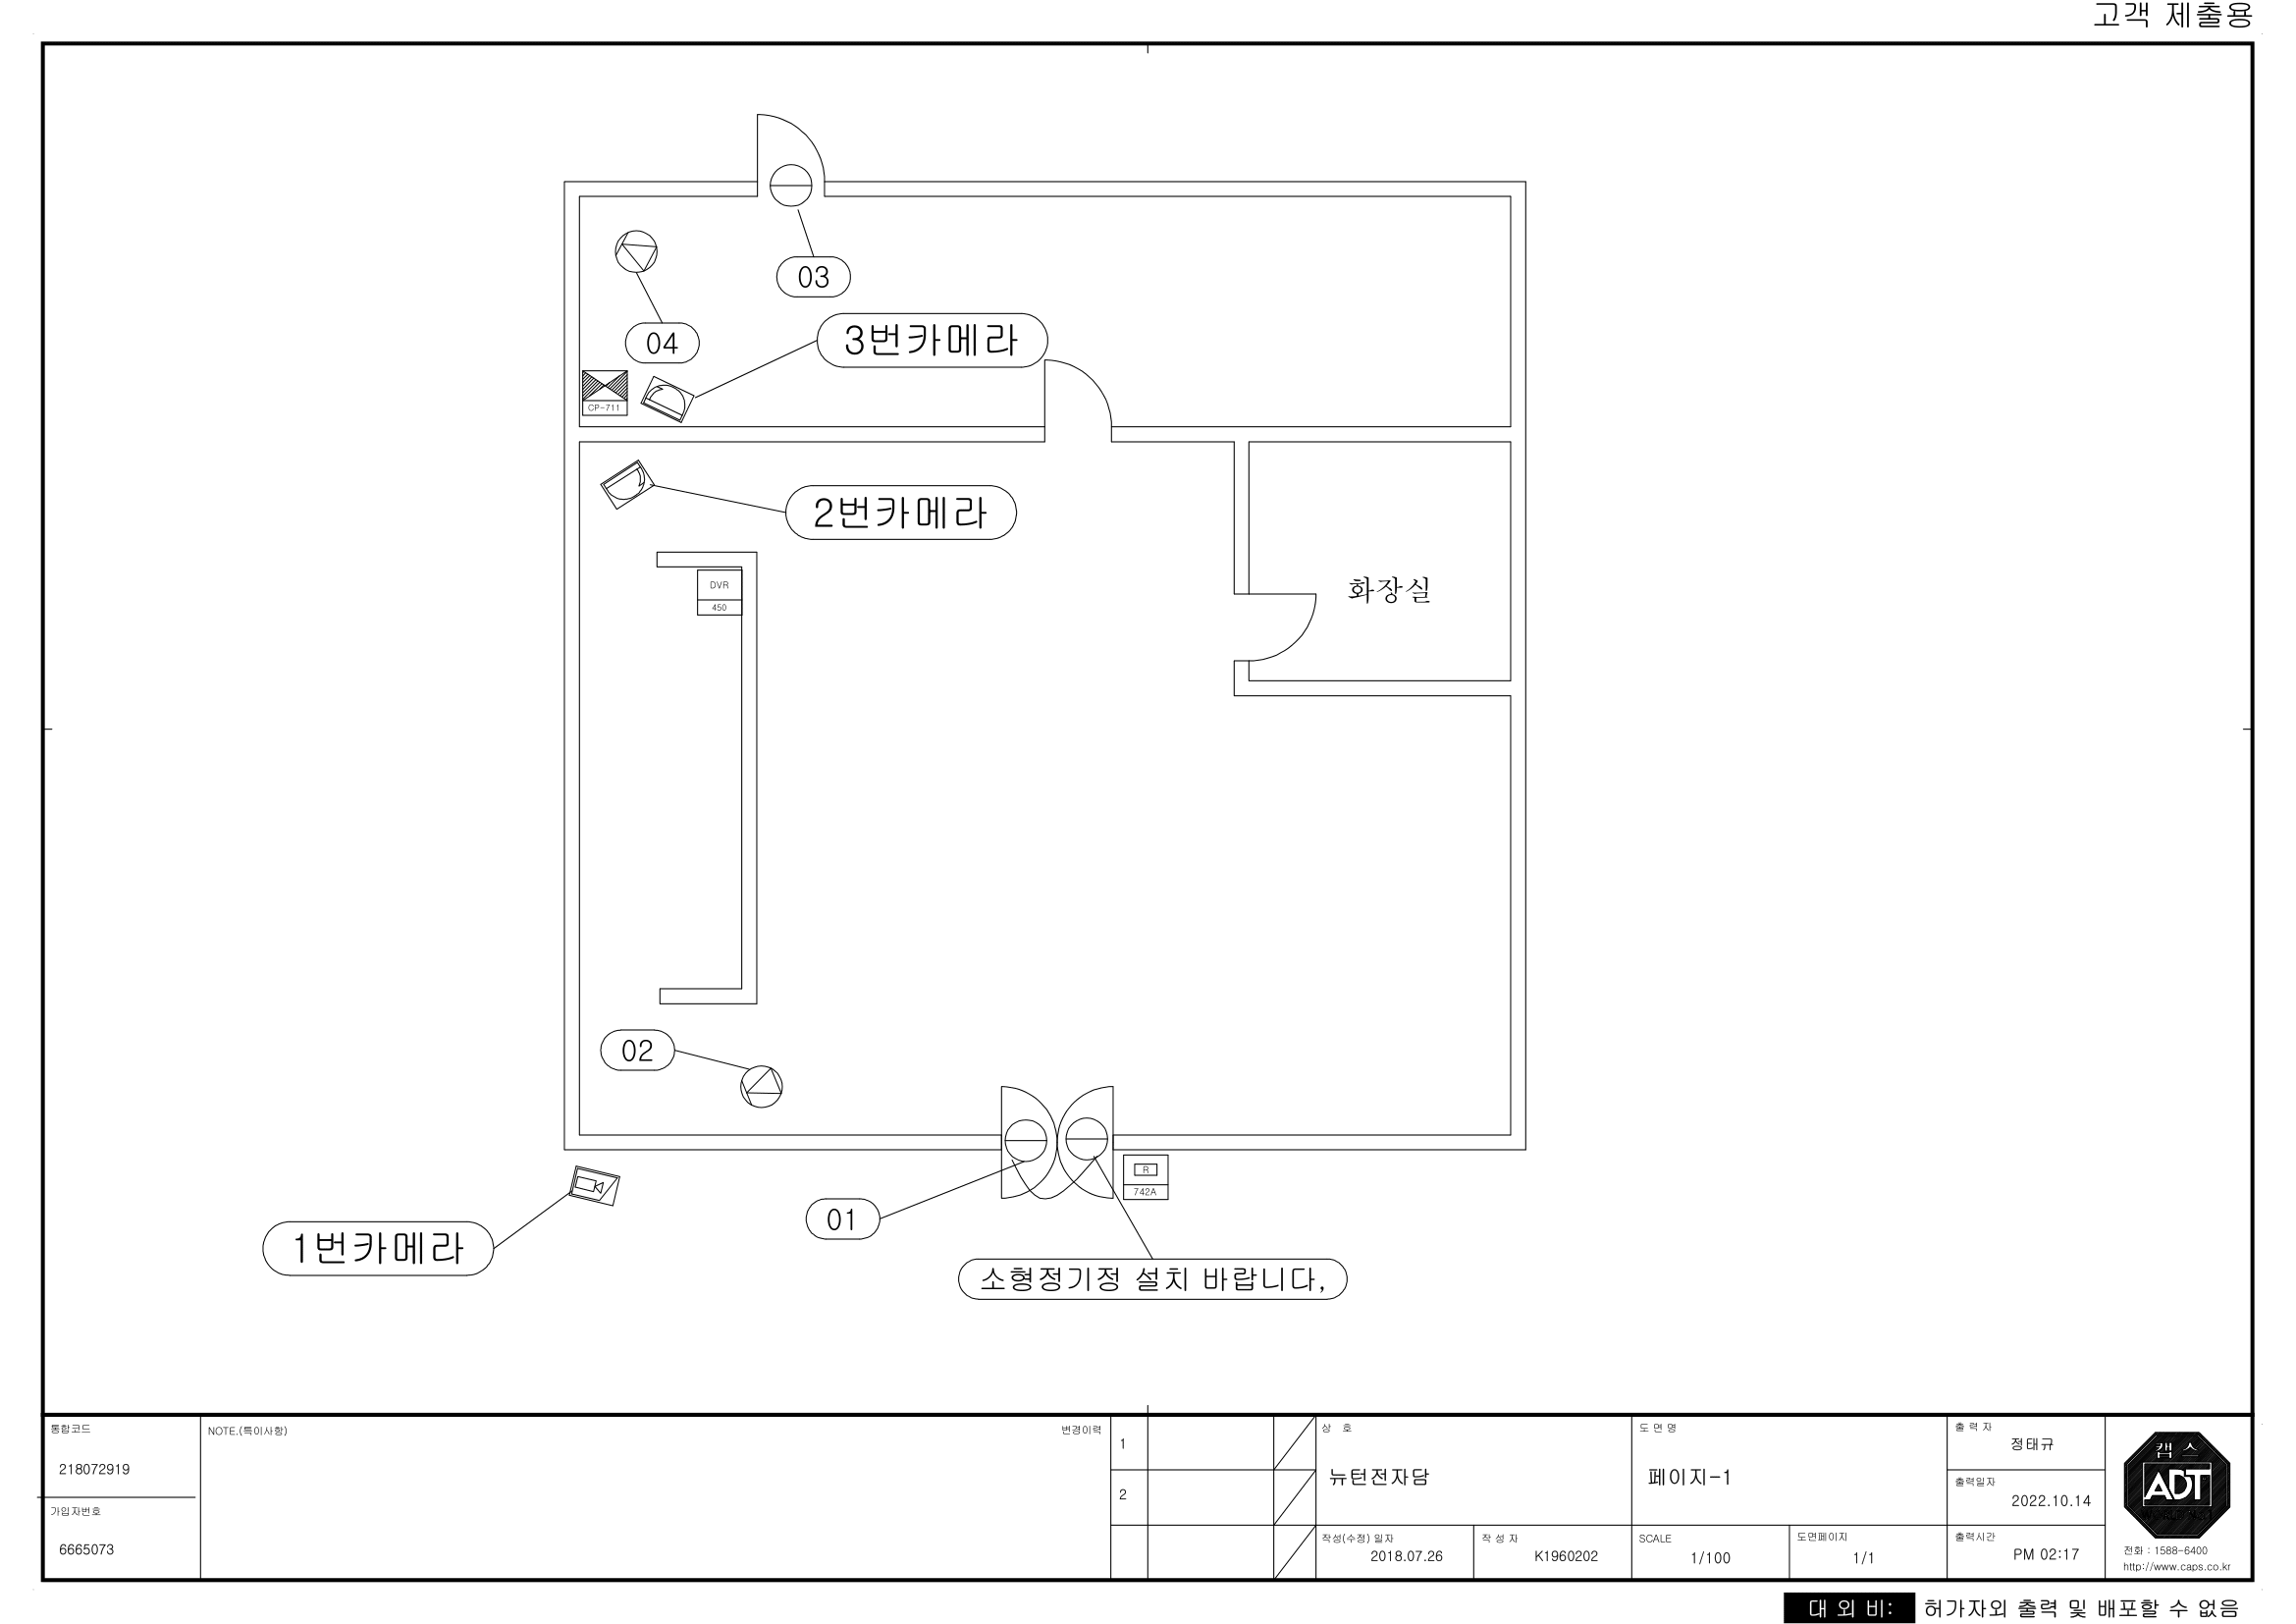 고객 제출용
03
04
3번카메라
CP-711
2번카메라
DVR
450
화장실
02
R
742A
01
1번카메라
소형정기정 설치 바랍니다,
통합코드
218072919
가입자번호
6665073
NOTE.(특이사항)
변경이력
1
2
상 호
뉴턴전자담
도 면 명
페이지-1
작성(수정) 일자
2018.07.26
작 성 자
K1960202
SCALE
1/100
도면페이지
1/1
출 력 자
정태규
출력일자
2022.10.14
출력시간
PM 02:17
캡스
ADT
전화 : 1588-6400
http://www.caps.co.kr
대 외 비: 허가자외 출력 및 배포할 수 없음